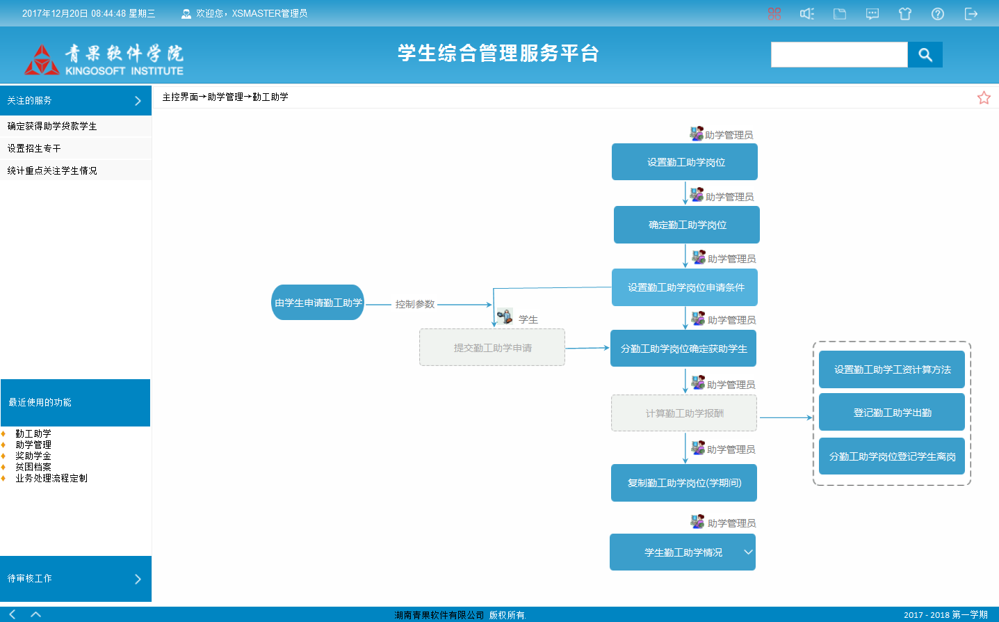 2017年12月20日 08:44:48 星期三 欢迎您，XSMASTER管理员
青果软件学院
KINGOSOFT INSTITUTE
学生综合管理服务平台
关注的服务
确定获得助学贷款学生
设置招生专干
统计重点关注学生情况
最近使用的功能
勤工助学
助学管理
奖助学金
贫困档案
业务处理流程定制
待审核工作
主控界面→助学管理→勤工助学
助学管理员
设置勤工助学岗位
助学管理员
确定勤工助学岗位
助学管理员
设置勤工助学岗位申请条件
由学生申请勤工助学
控制参数
学生
助学管理员
提交勤工助学申请
分勤工助学岗位确定获助学生
助学管理员
计算勤工助学报酬
设置勤工助学工资计算方法
登记勤工助学出勤
分勤工助学岗位登记学生离岗
助学管理员
复制勤工助学岗位(学期间)
助学管理员
学生勤工助学情况
湖南青果软件有限公司 版权所有
2017 - 2018 第一学期